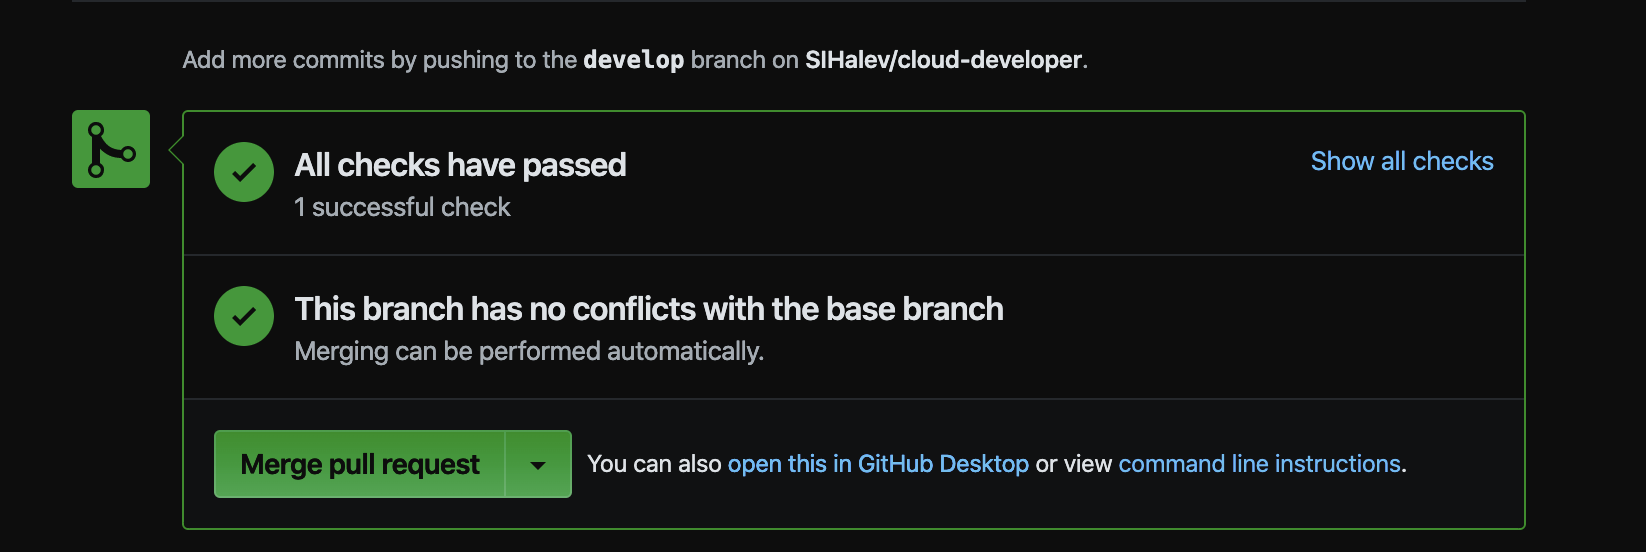 Add more commits by pushing to the develop branch on SIHalev/cloud-developer.
All checks have passed
Show all checks
1 successful check
This branch has no conflicts with the base branch
Merging can be performed automatically.
Merge pull request
You can also open this in GitHub Desktop or view command line instructions.